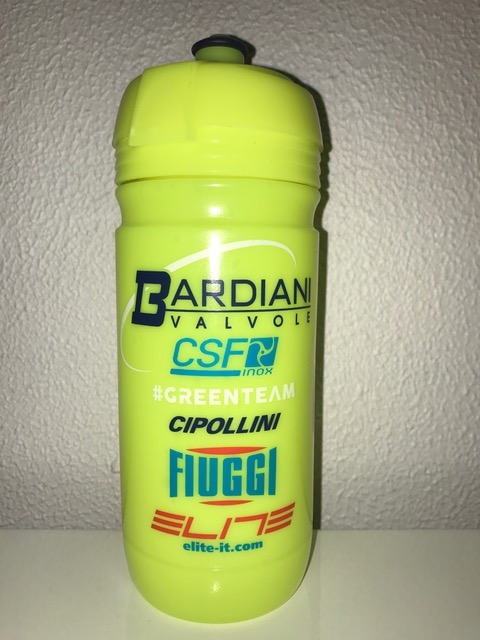 BARDIANI
VALVOLE
CSF
inox
#GREENTEAM
CIPOLLINI
FIUGGI
ELITE
elite-it.com